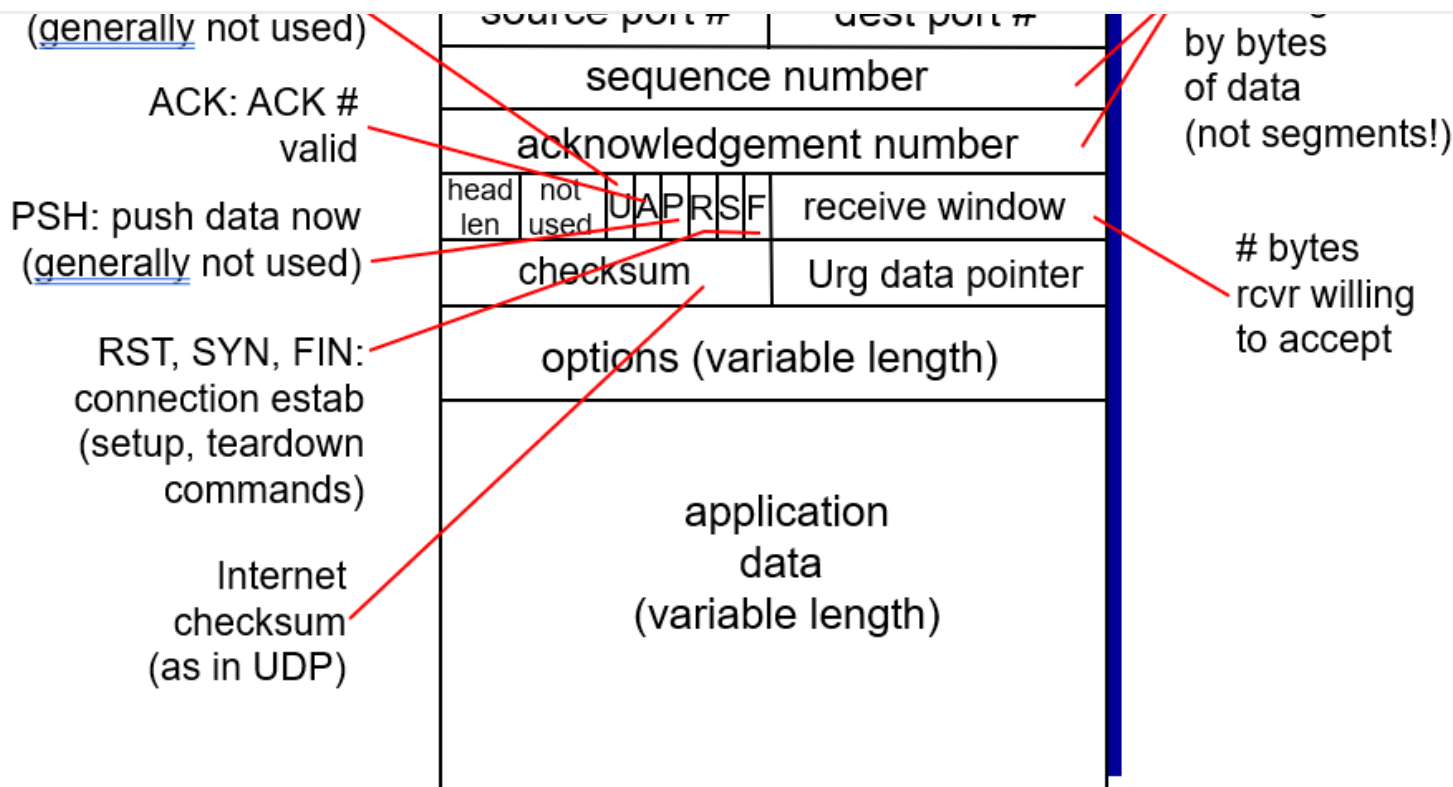 (generally not used)
ACK: ACK #
valid
PSH: push data now
(generally not used)
RST, SYN, FIN:
connection estab
(setup, teardown
commands)
Internet
checksum
(as in UDP)
source port #
dest port #
sequence number
acknowledgement number
head
len
not
used
U
A
P
R
S
F
receive window
checksum
Urg data pointer
options (variable length)
application
data
(variable length)
by bytes
of data
(not segments!)
# bytes
rcvr willing
to accept